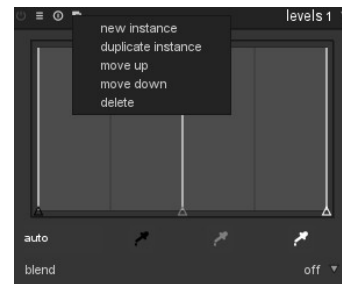 levels 1
new instance
duplicate instance
move up
move down
delete
auto
blend
off